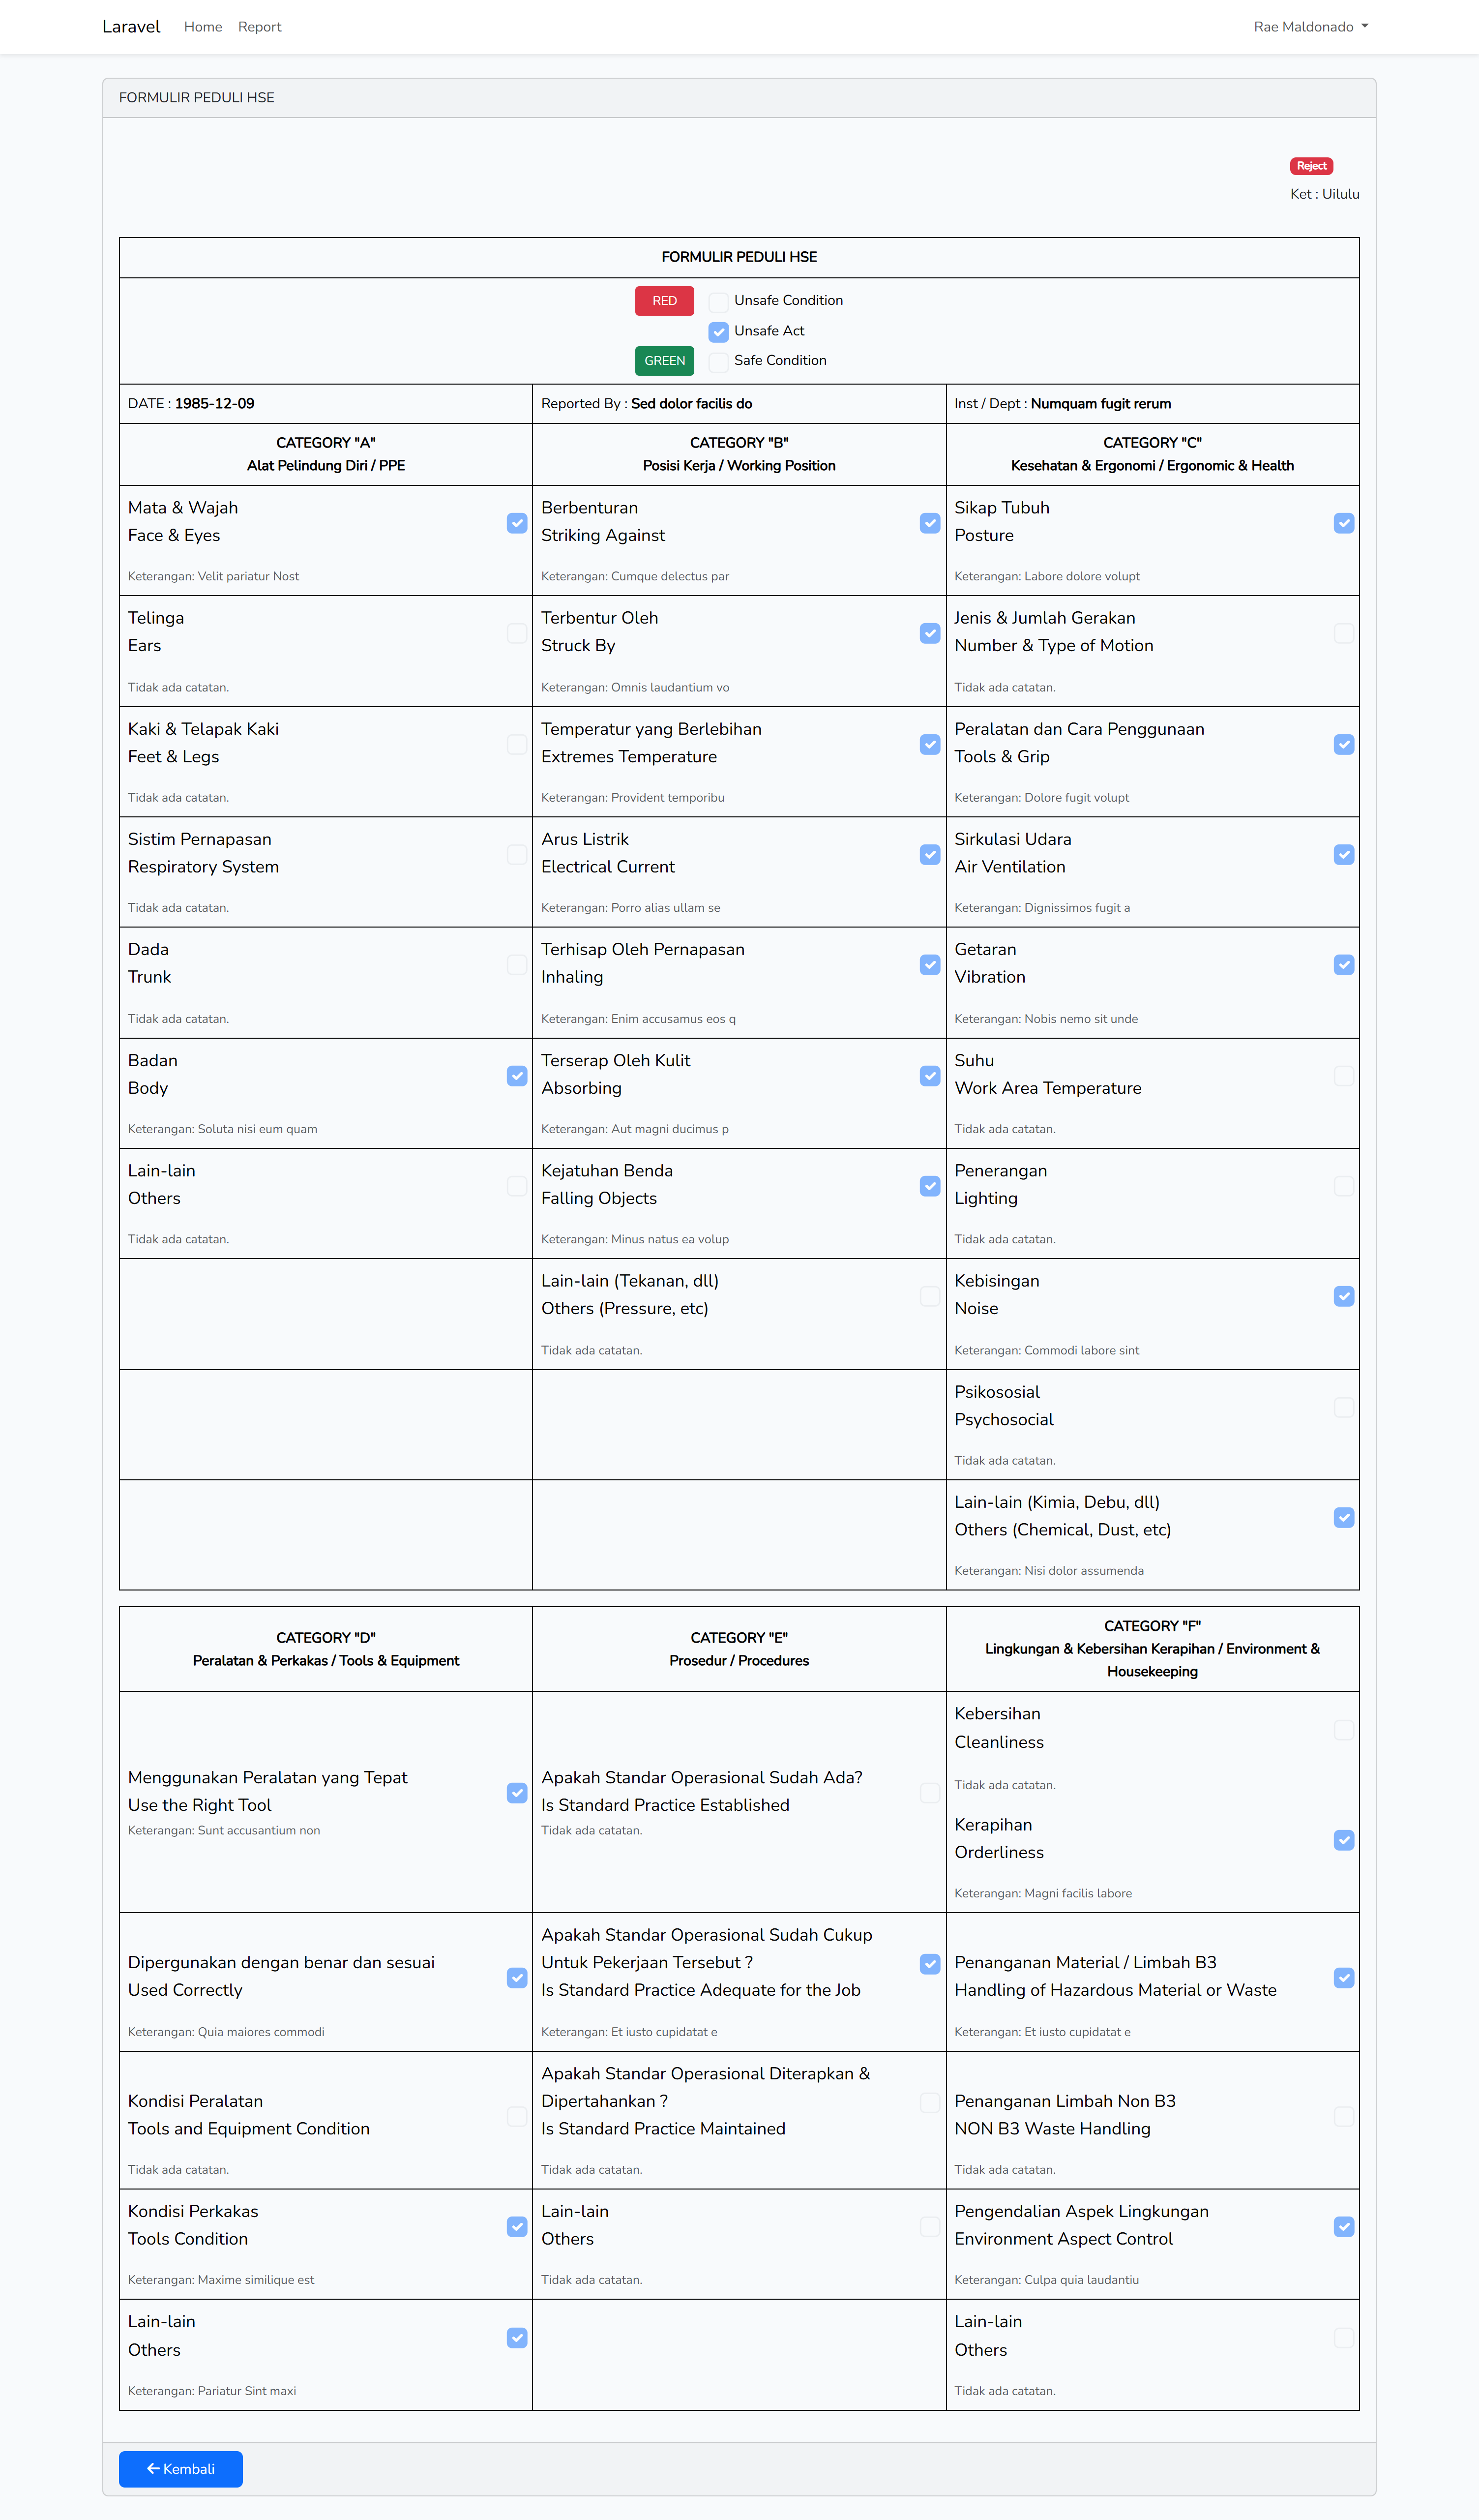 Laravel Home Report Rae Maldonado
FORMULIR PEDULI HSE
Reject
Ket : Uilulu
FORMULIR PEDULI HSE
RED Unsafe Condition
Unsafe Act
GREEN Safe Condition
DATE : 1985-12-09 Reported By : Sed dolor facilis do Inst / Dept : Numquam fugit rerum
CATEGORY "A"
Alat Pelindung Diri / PPE
CATEGORY "B"
Posisi Kerja / Working Position
CATEGORY "C"
Kesehatan & Ergonomi / Ergonomic & Health
Mata & Wajah
Face & Eyes
Keterangan: Velit pariatur Nost
Berbenturan
Striking Against
Keterangan: Cumque delectus par
Sikap Tubuh
Posture
Keterangan: Labore dolore volupt
Telinga
Ears
Tidak ada catatan.
Terbentur Oleh
Struck By
Keterangan: Omnis laudantium vo
Jenis & Jumlah Gerakan
Number & Type of Motion
Tidak ada catatan.
Kaki & Telapak Kaki
Feet & Legs
Tidak ada catatan.
Temperatur yang Berlebihan
Extremes Temperature
Keterangan: Provident temporibu
Peralatan dan Cara Penggunaan
Tools & Grip
Keterangan: Dolore fugit volupt
Sistim Pernapasan
Respiratory System
Tidak ada catatan.
Arus Listrik
Electrical Current
Keterangan: Porro alias ullam se
Sirkulasi Udara
Air Ventilation
Keterangan: Dignissimos fugit a
Dada
Trunk
Tidak ada catatan.
Terhisap Oleh Pernapasan
Inhaling
Keterangan: Enim accusamus eos q
Getaran
Vibration
Keterangan: Nobis nemo sit unde
Badan
Body
Keterangan: Soluta nisi eum quam
Terserap Oleh Kulit
Absorbing
Keterangan: Aut magni ducimus p
Suhu
Work Area Temperature
Tidak ada catatan.
Lain-lain
Others
Tidak ada catatan.
Kejatuhan Benda
Falling Objects
Keterangan: Minus natus ea volup
Penerangan
Lighting
Tidak ada catatan.
Lain-lain (Tekanan, dll)
Others (Pressure, etc)
Tidak ada catatan.
Kebisingan
Noise
Keterangan: Commodi labore sint
Psikososial
Psychosocial
Tidak ada catatan.
Lain-lain (Kimia, Debu, dll)
Others (Chemical, Dust, etc)
Keterangan: Nisi dolor assumenda
CATEGORY "D"
Peralatan & Perkakas / Tools & Equipment
CATEGORY "E"
Prosedur / Procedures
CATEGORY "F"
Lingkungan & Kebersihan Kerapihan / Environment &
Housekeeping
Menggunakan Peralatan yang Tepat
Use the Right Tool
Keterangan: Sunt accusantium non
Apakah Standar Operasional Sudah Ada?
Is Standard Practice Established
Tidak ada catatan.
Kebersihan
Cleanliness
Tidak ada catatan.
Kerapihan
Orderliness
Keterangan: Magni facilis labore
Dipergunakan dengan benar dan sesuai
Used Correctly
Keterangan: Quia maiores commodi
Apakah Standar Operasional Sudah Cukup
Untuk Pekerjaan Tersebut ?
Is Standard Practice Adequate for the Job
Keterangan: Et iusto cupidatat e
Penanganan Material / Limbah B3
Handling of Hazardous Material or Waste
Keterangan: Et iusto cupidatat e
Kondisi Peralatan
Tools and Equipment Condition
Tidak ada catatan.
Apakah Standar Operasional Diterapkan &
Dipertahankan ?
Is Standard Practice Maintained
Tidak ada catatan.
Penanganan Limbah Non B3
NON B3 Waste Handling
Tidak ada catatan.
Kondisi Perkakas
Tools Condition
Keterangan: Maxime similique est
Lain-lain
Others
Tidak ada catatan.
Pengendalian Aspek Lingkungan
Environment Aspect Control
Keterangan: Culpa quia laudantiu
Lain-lain
Others
Keterangan: Pariatur Sint maxi
Lain-lain
Others
Tidak ada catatan.
Kembali